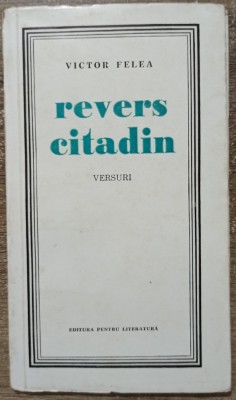 VICTOR FELEA
revers
citadin
VERSURI
EDITURA PENTRU LITERATURĂ